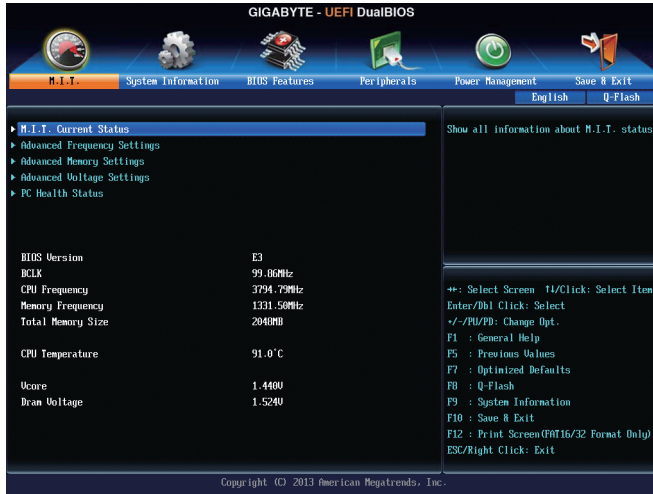 GIGABYTE - UEFI DualBIOS
M.I.T.
System Information
BIOS Features
Peripherals
Power Management
Save & Exit
English
Q-Flash
M.I.T. Current Status
Advanced Frequency Settings
Advanced Memory Settings
Advanced Voltage Settings
PC Health Status
Show all information about M.I.T. status
BIOS Version E3
BCLK 99.86MHz
CPU Frequency 3794.79MHz
Memory Frequency 1331.50MHz
Total Memory Size 2048MB
CPU Temperature 91.0°C
Vcore 1.440V
Dram Voltage 1.524V
↔: Select Screen ↑↓/Click: Select Item
Enter/Dbl Click: Select
+/-/PU/PD: Change Opt.
F1 : General Help
F5 : Previous Values
F7 : Optimized Defaults
F8 : Q-Flash
F9 : System Information
F10 : Save & Exit
F12 : Print Screen(FAT16/32 Format Only)
ESC/Right Click: Exit
Copyright (C) 2013 American Megatrends, Inc.